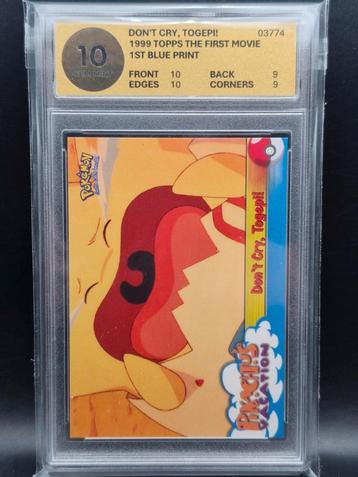 DON'T CRY, TOGEPI!
03774
1999 TOPPS THE FIRST MOVIE
1ST BLUE PRINT
10
GEM MINT
FRONT 10 BACK 9
EDGES 10 CORNERS 9
POKéMON
Don't Cry, Togepi!
PIKACHU'S
VACATION